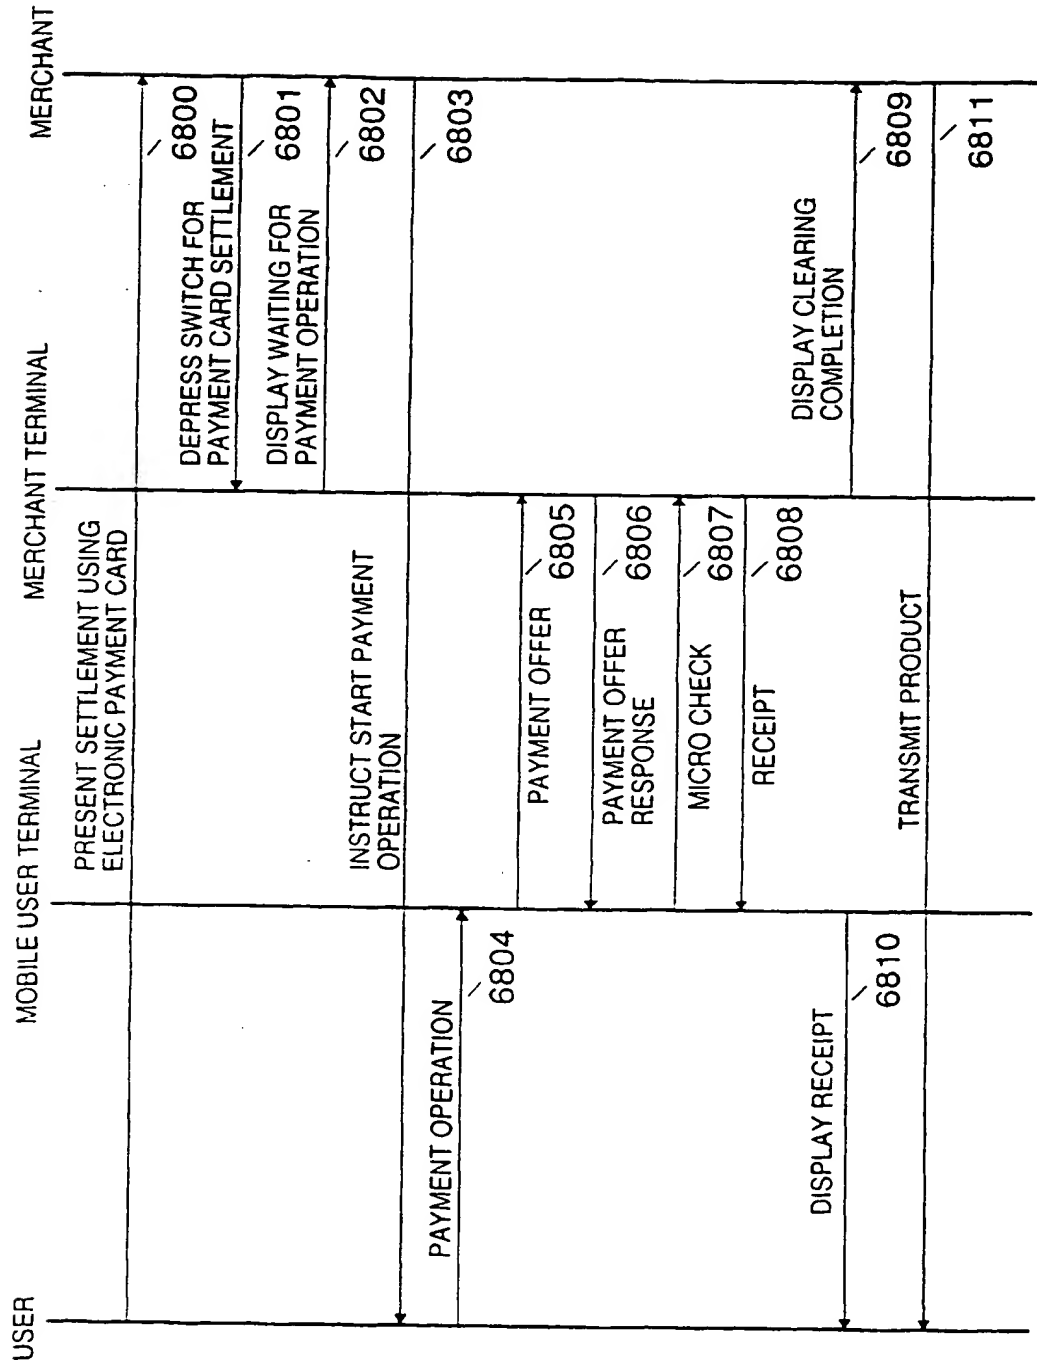 USER
MOBILE USER TERMINAL
MERCHANT TERMINAL
MERCHANT
PRESENT SETTLEMENT USING
ELECTRONIC PAYMENT CARD
6800
DEPRESS SWITCH FOR
PAYMENT CARD SETTLEMENT
6801
DISPLAY WAITING FOR
PAYMENT OPERATION
6802
INSTRUCT START PAYMENT
OPERATION
6803
PAYMENT OPERATION
6804
PAYMENT OFFER
6805
PAYMENT OFFER
RESPONSE
6806
MICRO CHECK
6807
RECEIPT
6808
DISPLAY CLEARING
COMPLETION
6809
DISPLAY RECEIPT
6810
TRANSMIT PRODUCT
6811